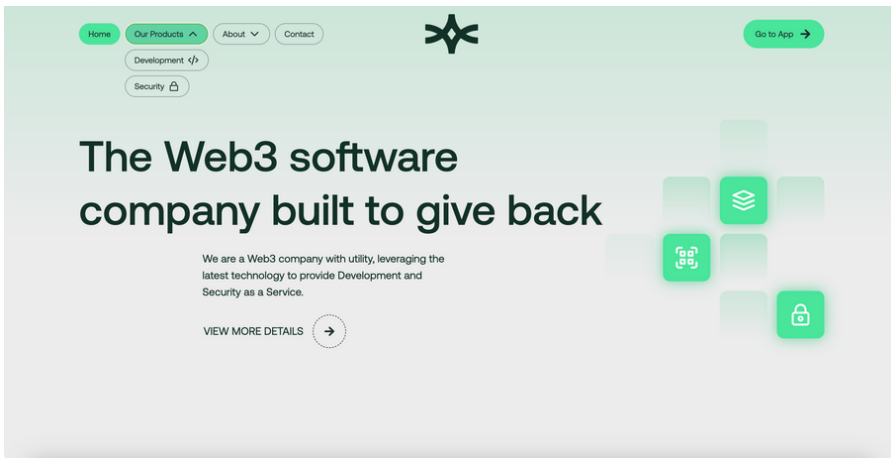 Home
Our Products
About
Contact
Go to App
Development
Security
The Web3 software
company built to give back
We are a Web3 company with utility, leveraging the
latest technology to provide Development and
Security as a Service.
VIEW MORE DETAILS